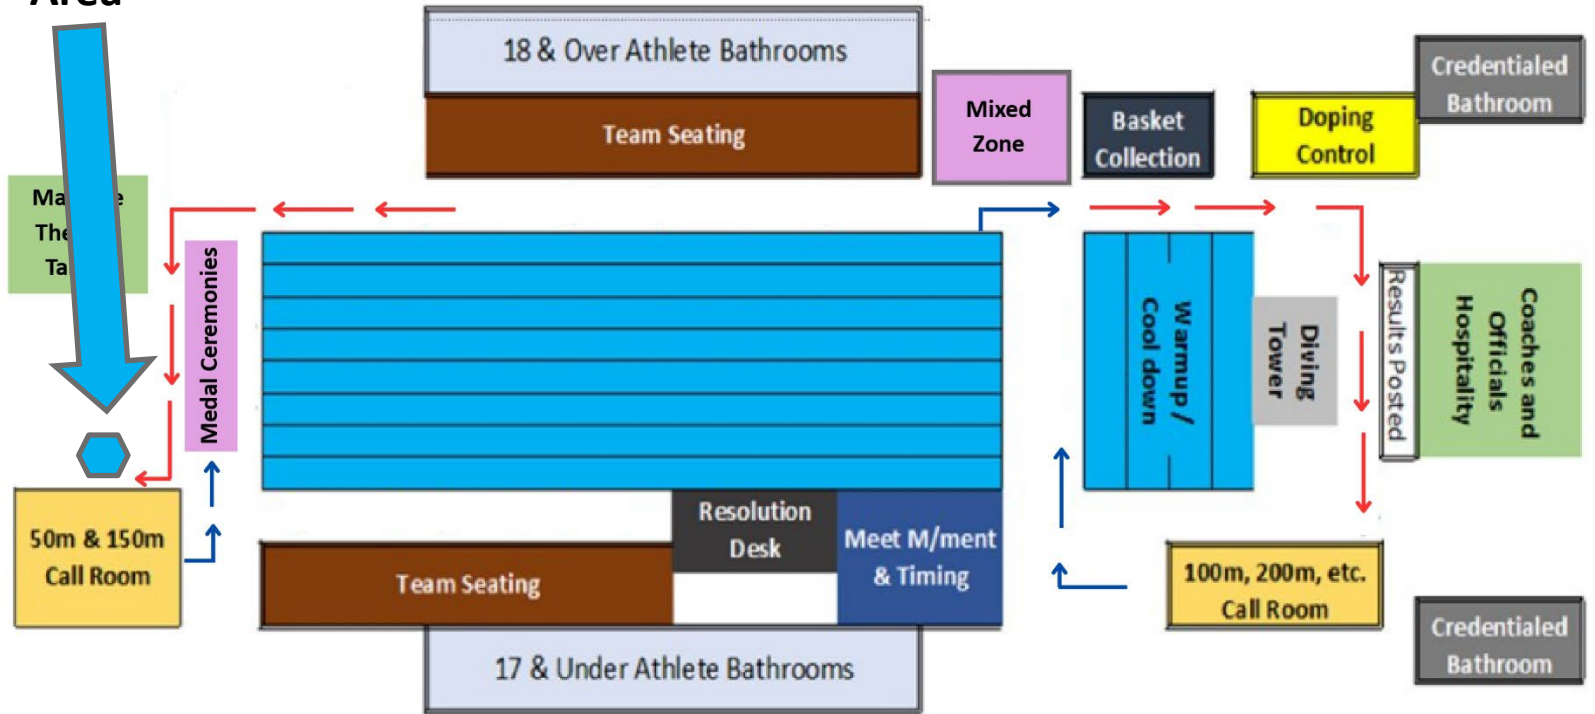 Area
18 & Over Athlete Bathrooms
Team Seating
Mixed
Zone
Basket
Collection
Doping
Control
Credentialed
Bathroom
Medal Ceremonies
Warmup /
Cool down
Diving
Tower
Results Posted
Coaches and
Officials
Hospitality
50m & 150m
Call Room
Team Seating
Resolution
Desk
Meet M/ment
& Timing
100m, 200m, etc.
Call Room
17 & Under Athlete Bathrooms
Credentialed
Bathroom